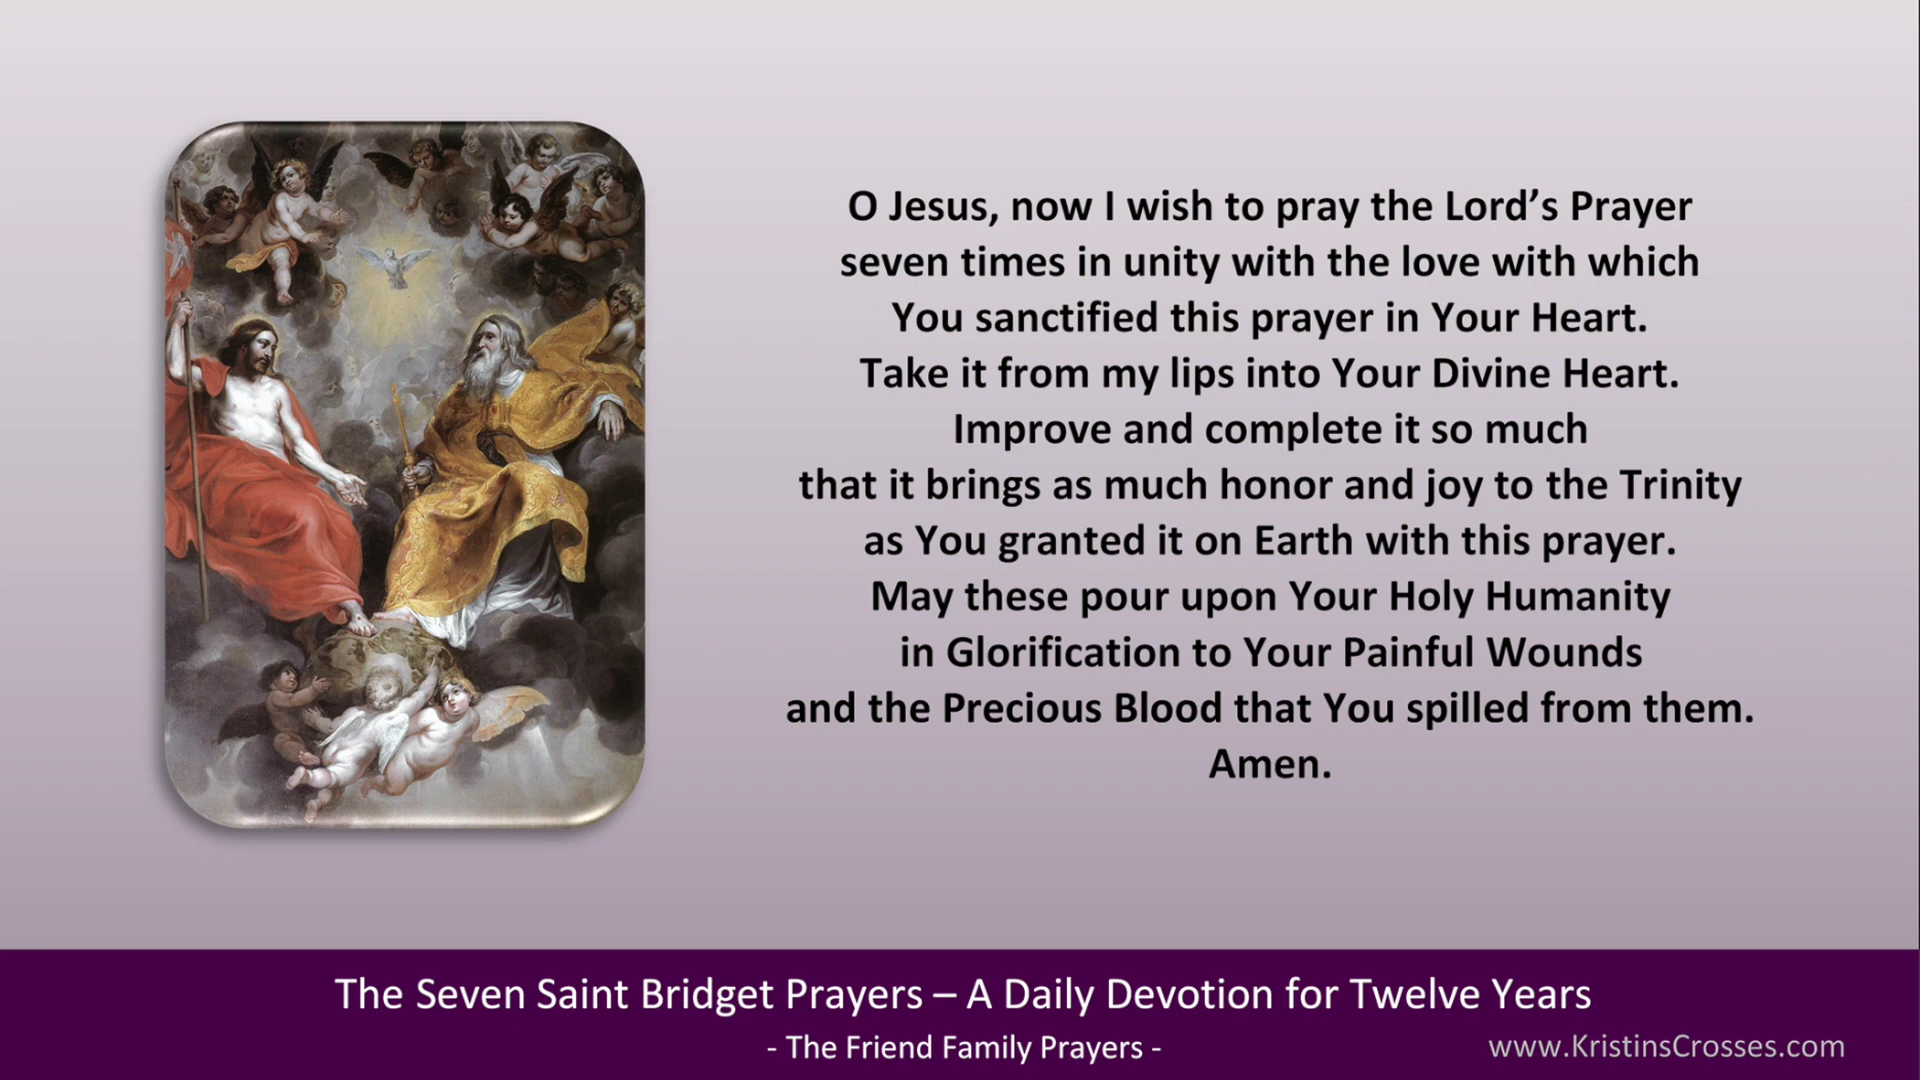 O Jesus, now I wish to pray the Lord’s Prayer
seven times in unity with the love with which
You sanctified this prayer in Your Heart.
Take it from my lips into Your Divine Heart.
Improve and complete it so much
that it brings as much honor and joy to the Trinity
as You granted it on Earth with this prayer.
May these pour upon Your Holy Humanity
in Glorification to Your Painful Wounds
and the Precious Blood that You spilled from them.
Amen.
The Seven Saint Bridget Prayers – A Daily Devotion for Twelve Years
- The Friend Family Prayers -
www.KristinsCrosses.com